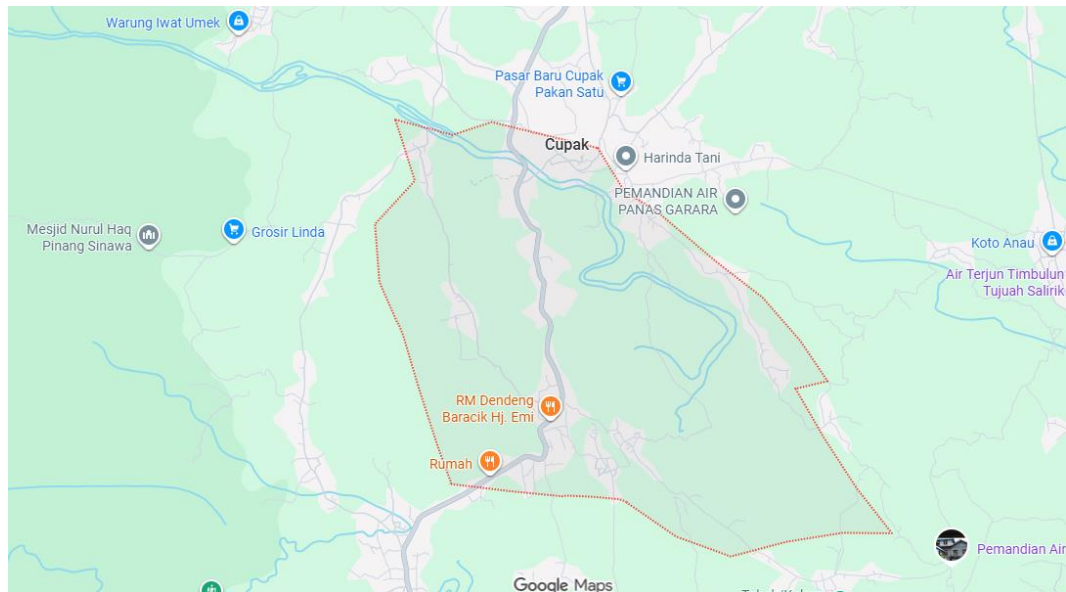 Warung Iwat Umek
Pasar Baru Cupak
Pakan Satu
Cupak
Harinda Tani
PEMANDIAN AIR
PANAS GARARA
Mesjid Nurul Haq
Pinang Sinawa
Grosir Linda
Koto Anau
Air Terjun Timbulun
Tujuah Salirik
RM Dendeng
Baracik Hj. Emi
Rumah
Pemandian Air
Google Maps